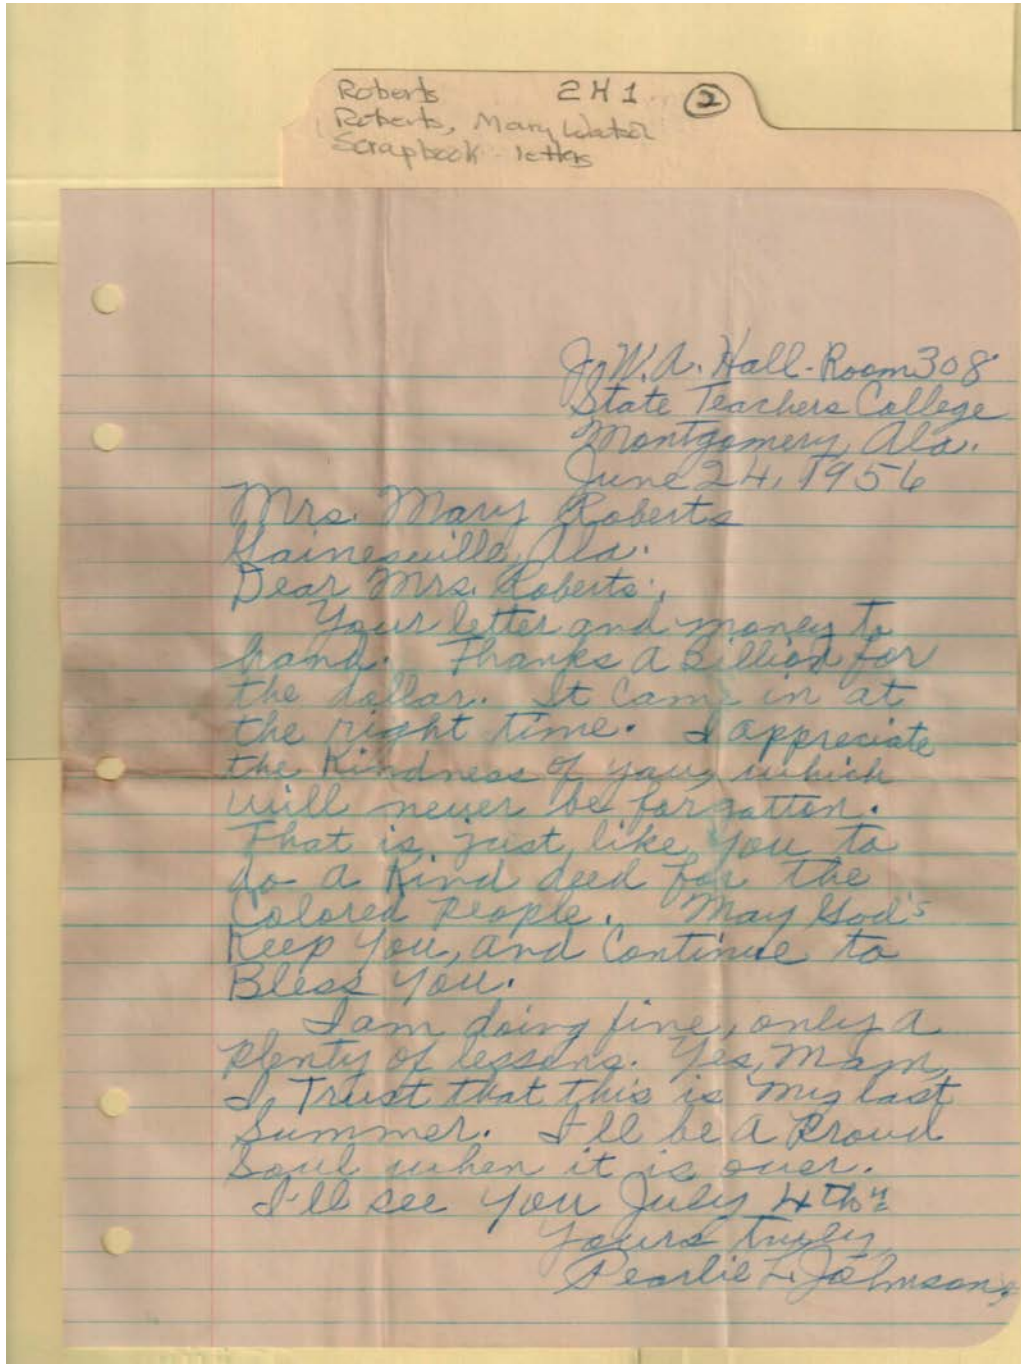 Roberts 2H1 2
Roberts, Mary
Scrapbook - letters
W.A. Hall - Room 308
State Teachers College
Montgomery, Ala.
June 24, 1956
Mrs. Mary Roberts
Gainesville, Ala.
Dear Mrs. Roberts:,
Your letter and money to
hand. Thanks a Billion for
the dollar. It came in at
the right time. I appreciate
the Kindness of you, which
will never be forgotten.
That is just like you to
do a Kind deed for the
Colored People. May God's
Keep you, and Continue to
Bless you.
I am doing fine, only a
plenty of lessons. Yes, Mam,
I Trust that this is my last
Summer. I'll be a Proud
Soul when it is over.
I'll see you July 4th"
Yours truly,
Pearlie L. Johnson,